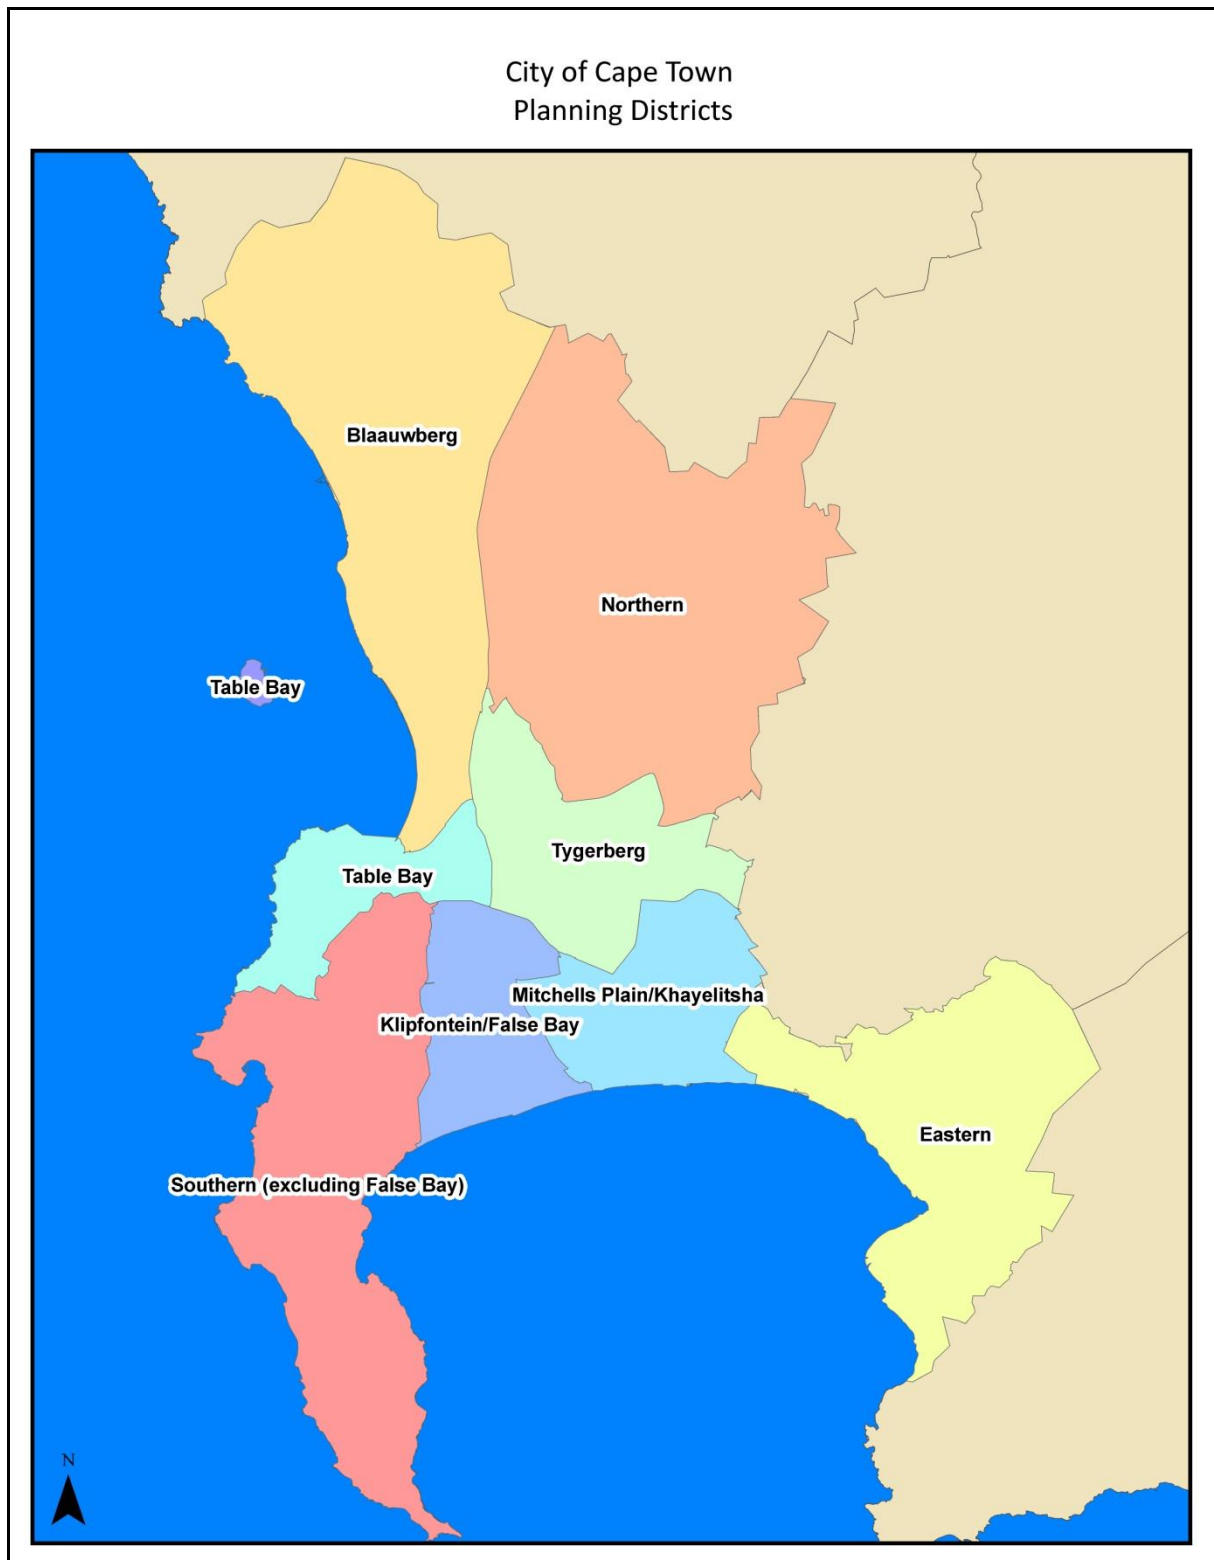 City of Cape Town
Planning Districts
Blaauwberg
Northern
Table Bay
Tygerberg
Table Bay
Mitchells Plain/Khayelitsha
Klipfontein/False Bay
Eastern
Southern (excluding False Bay)
N